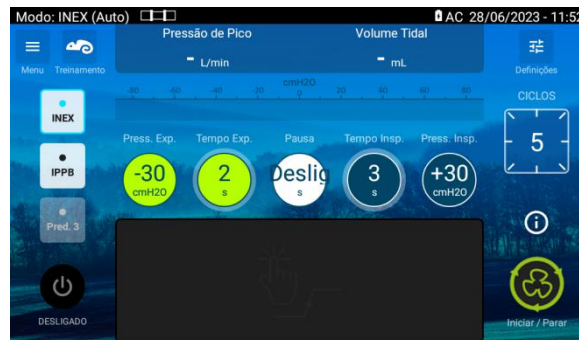 Modo: INEX (Auto) AC 28/06/2023 - 11:52
Pressão de Pico Volume Tidal
- L/min - mL
Menu Treinamento Definições
cmH2O
-80 -60 -40 -20 0 20 40 60 80
CICLOS
INEX
Press. Exp. Tempo Exp. Pausa Tempo Insp. Press. Insp.
- 5 -
IPPB
-30 2 Deslig 3 +30
cmH2O s s s cmH2O
Pred. 3
DESLIGADO Iniciar / Parar